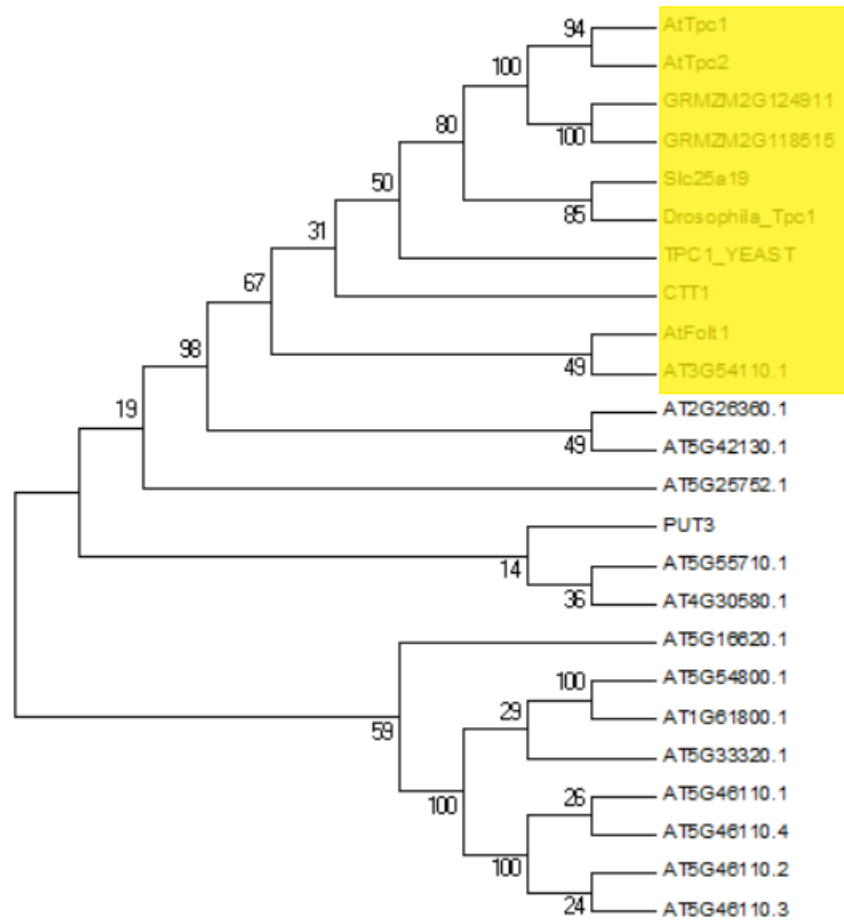 94
AtTpc1
AtTpc2
100
GRMZM2G124911
80
100
GRMZM2G118515
50
Slc25a19
85
Drosophila_Tpc1
31
TPC1_YEAST
67
CTT1
98
AtFolt1
49
AT3G54110.1
19
AT2G26360.1
49
AT5G42130.1
AT5G25752.1
PUT3
14
AT5G55710.1
36
AT4G30580.1
AT5G16620.1
100
AT5G54800.1
29
AT1G61800.1
59
AT5G33320.1
26
AT5G46110.1
100
AT5G46110.4
100
AT5G46110.2
24
AT5G46110.3